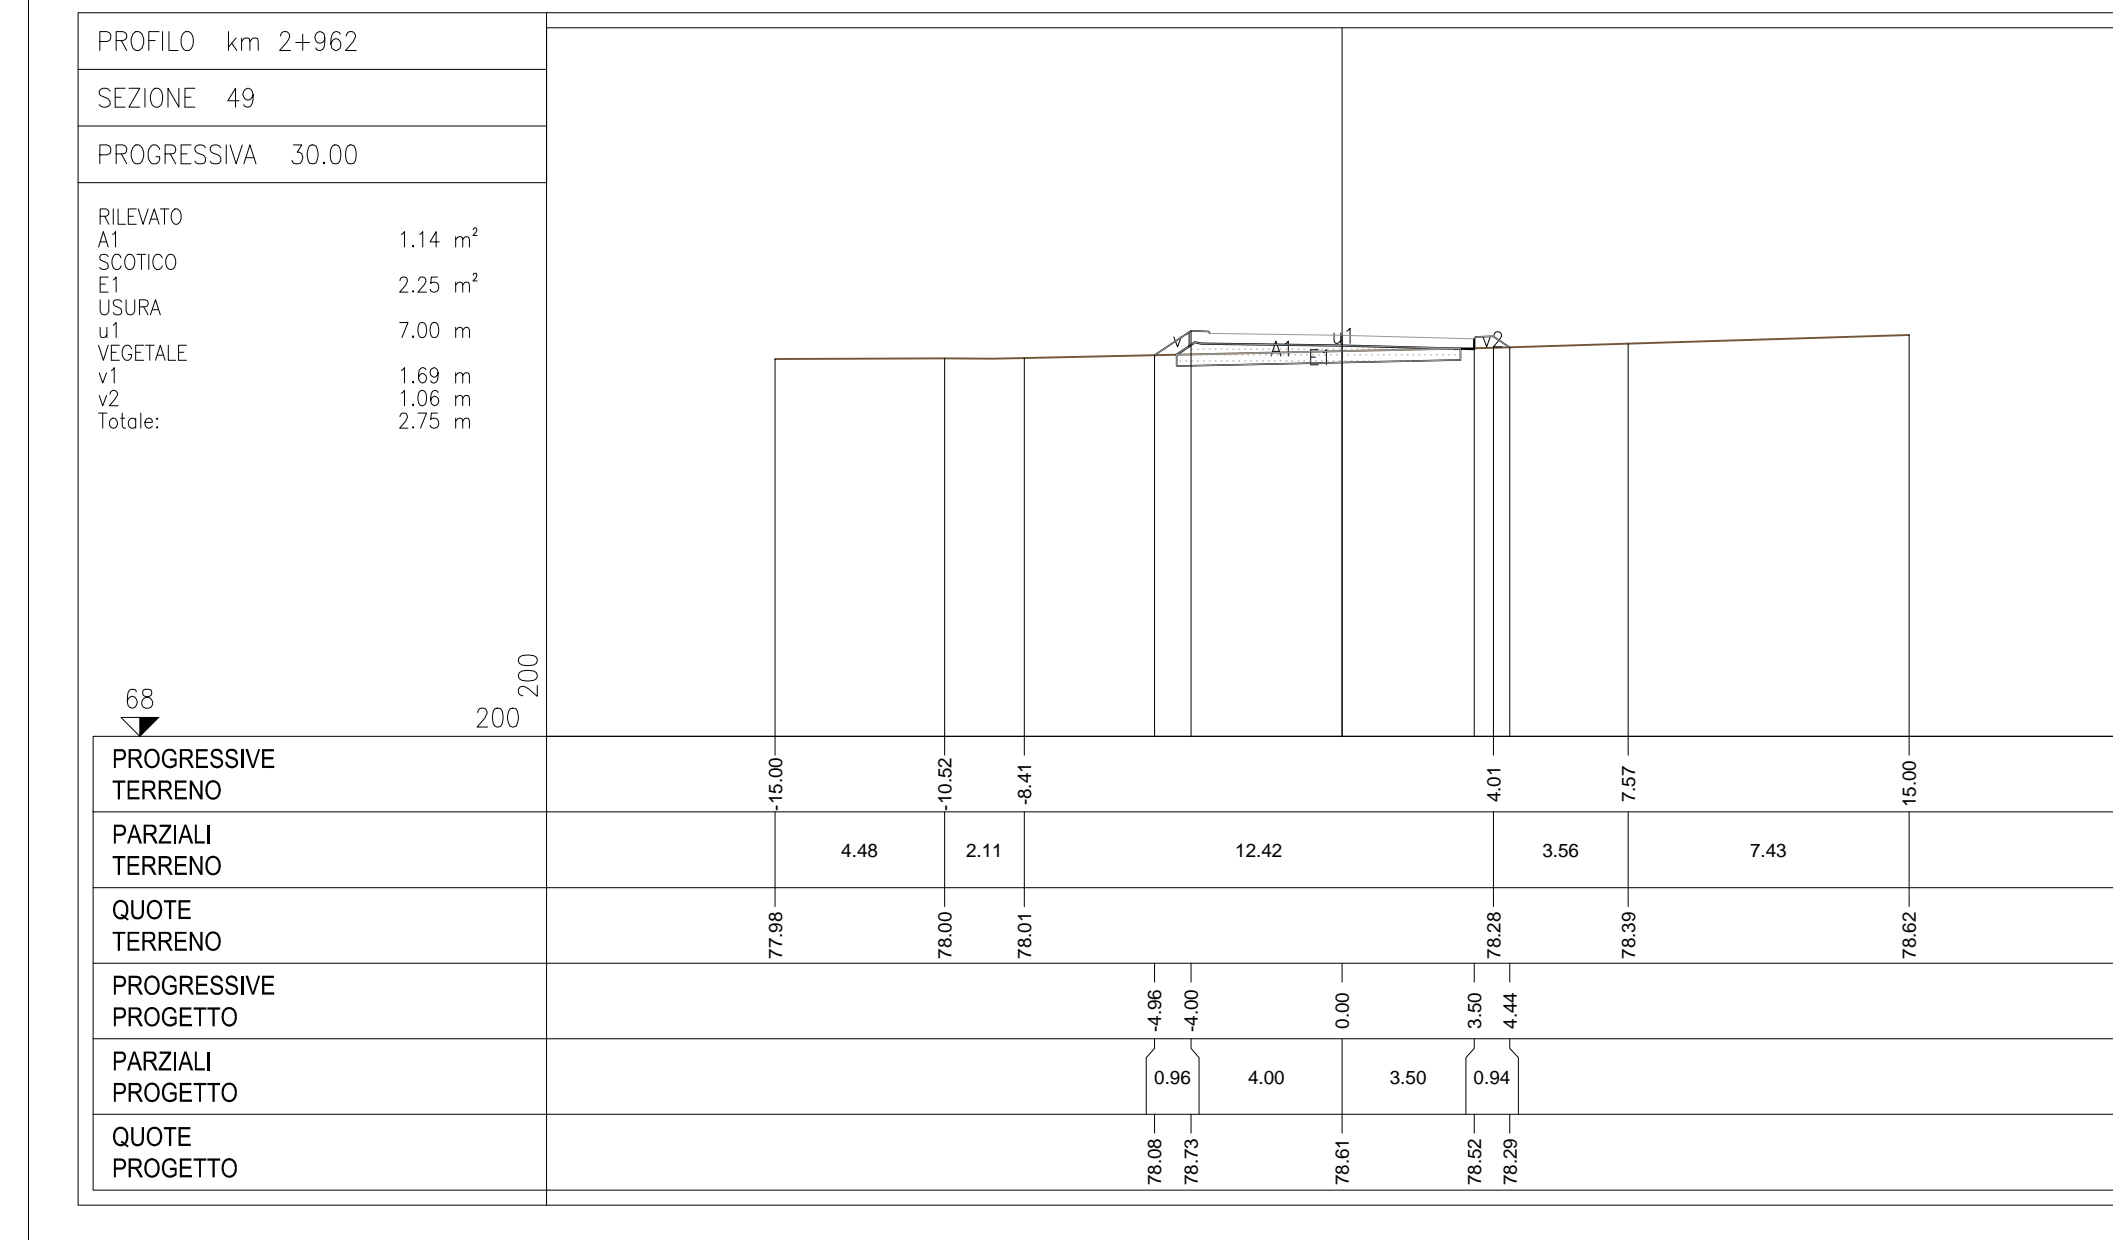 PROFILO km 2+962
SEZIONE 49
PROGRESSIVA 30.00
RILEVATO
A1 1.14 m²
SCOTICO
E1 2.25 m²
USURA
u1 7.00 m
VEGETALE
v1 1.69 m
v2 1.06 m
Totale: 2.75 m
68
200
200
v
A1
E1
u1
v2
PROGRESSIVE TERRENO
-15.00 -10.52 -8.41 4.01 7.57 15.00
PARZIALI TERRENO
4.48 2.11 12.42 3.56 7.43
QUOTE TERRENO
77.98 78.00 78.01 78.28 78.39 78.62
PROGRESSIVE PROGETTO
-4.96 -4.00 0.00 3.50 4.44
PARZIALI PROGETTO
0.96 4.00 3.50 0.94
QUOTE PROGETTO
78.08 78.73 78.61 78.52 78.29